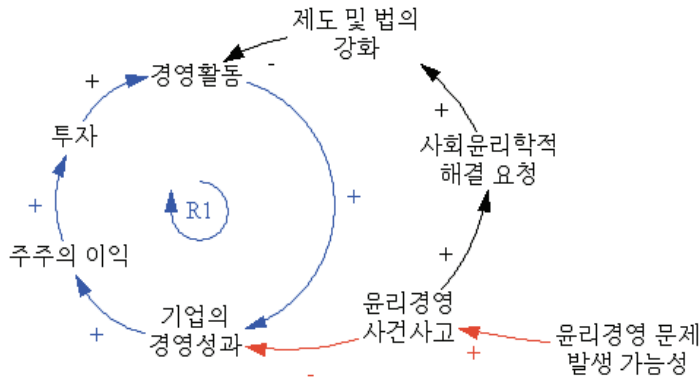 제도 및 법의
강화
-
+
경영활동
+
투자
사회윤리학적
해결 요청
+
R1
+
주주의 이익
+
윤리경영
사건사고
기업의
경영성과
+
+
-
윤리경영 문제
발생 가능성